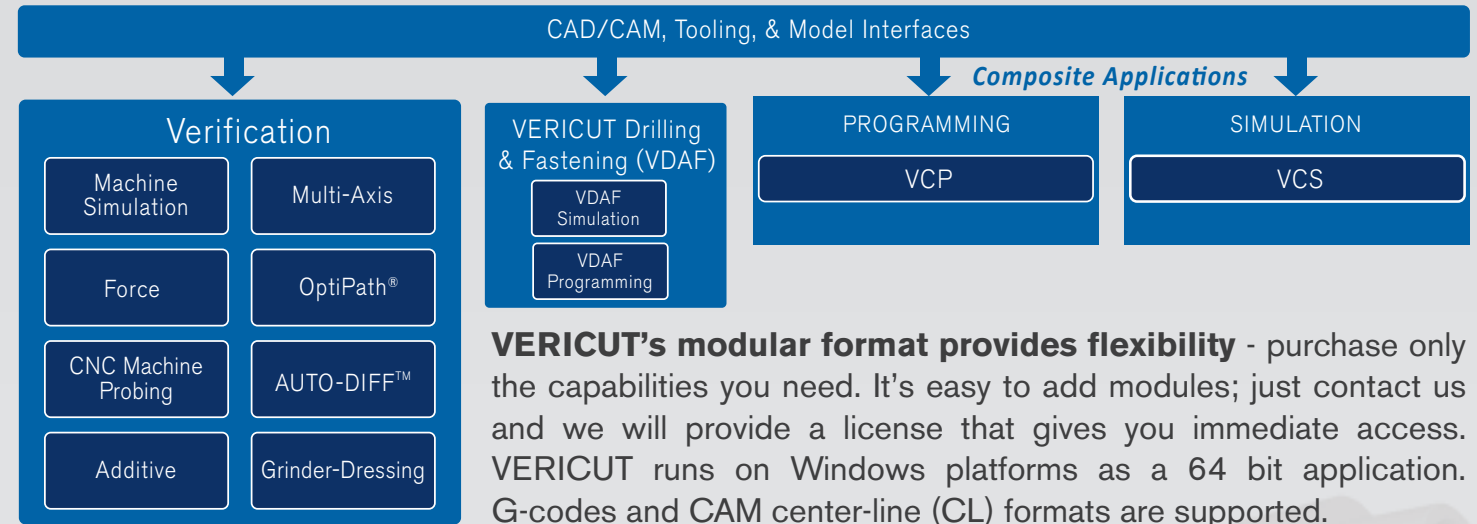 CAD/CAM, Tooling, & Model Interfaces
Composite Applications
Verification
Machine
Simulation
Multi-Axis
Force
OptiPath®
CNC Machine
Probing
AUTO-DIFF™
Additive
Grinder-Dressing
VERICUT Drilling
& Fastening (VDAF)
VDAF
Simulation
VDAF
Programming
PROGRAMMING
VCP
SIMULATION
VCS
VERICUT’s modular format provides flexibility - purchase only
the capabilities you need. It’s easy to add modules; just contact us
and we will provide a license that gives you immediate access.
VERICUT runs on Windows platforms as a 64 bit application.
G-codes and CAM center-line (CL) formats are supported.